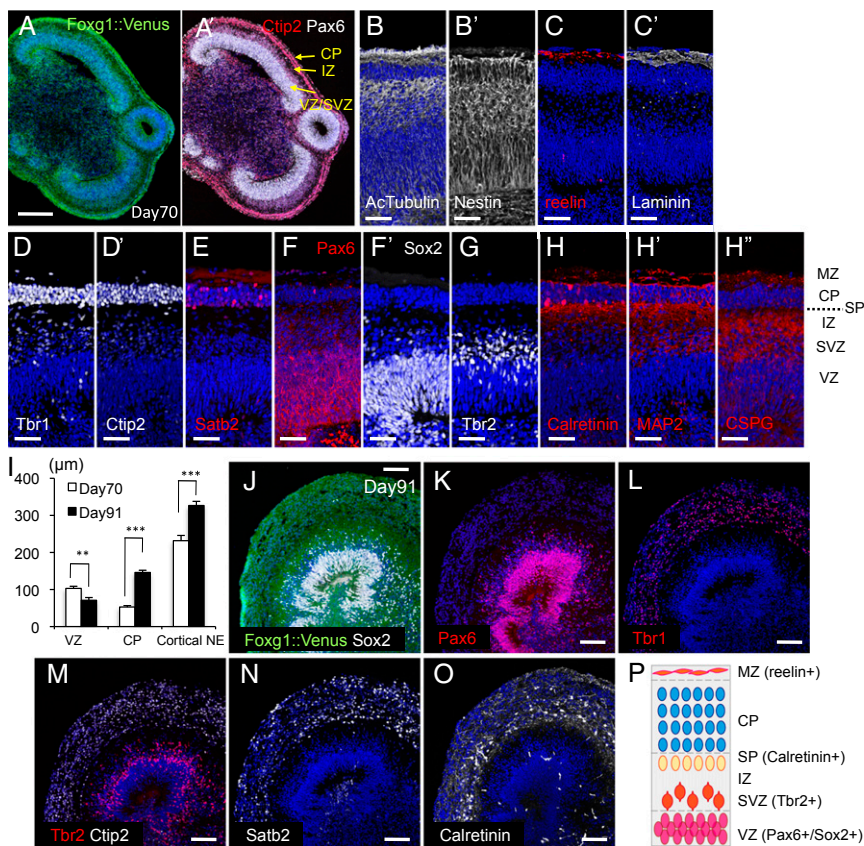 A
Foxg1::Venus
Day70
A'
Ctip2 Pax6
CP
IZ
VZ/SVZ
B
AcTubulin
B'
Nestin
C
reelin
C'
Laminin
D
Tbr1
D'
Ctip2
E
Satb2
F
Pax6
F'
Sox2
G
Tbr2
H
Calretinin
H'
MAP2
H"
CSPG
MZ
CP
SP
IZ
SVZ
VZ
I
(μm)
400
300
200
100
0
Day70
Day91
**
***
***
VZ
CP
Cortical NE
J
Day91
Foxg1::Venus Sox2
K
Pax6
L
Tbr1
M
Tbr2 Ctip2
N
Satb2
O
Calretinin
P
MZ (reelin+)
CP
SP (Calretinin+)
IZ
SVZ (Tbr2+)
VZ (Pax6+/Sox2+)